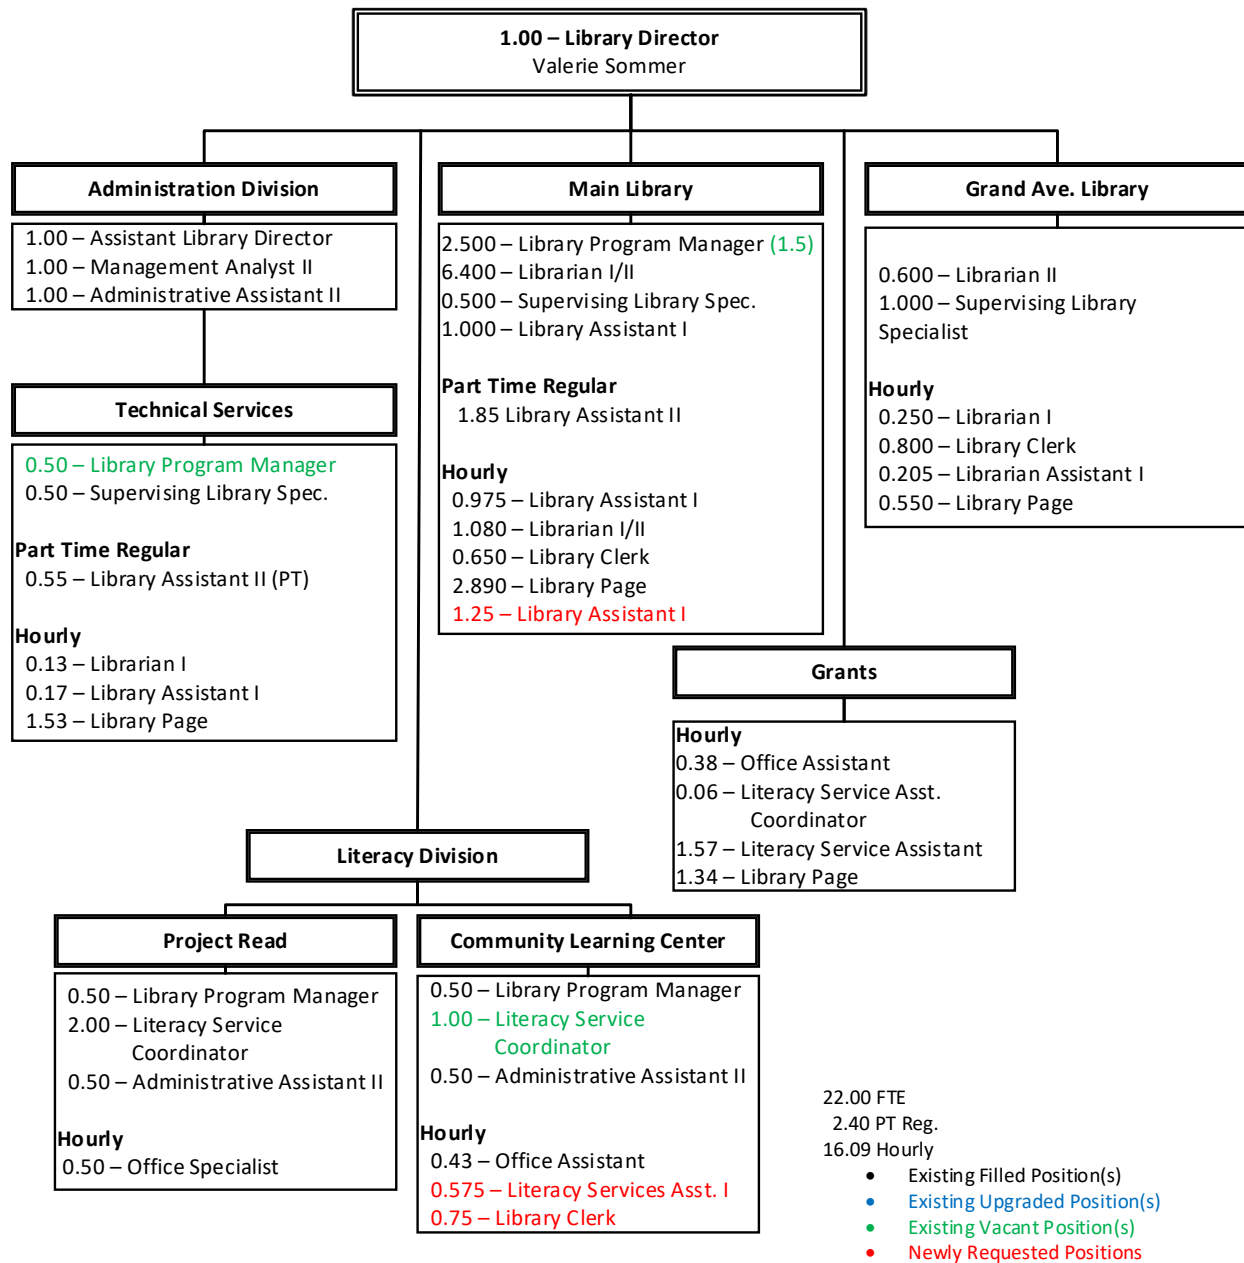 1.00 – Library Director
Valerie Sommer
Administration Division
1.00 – Assistant Library Director
1.00 – Management Analyst II
1.00 – Administrative Assistant II
Technical Services
0.50 – Library Program Manager
0.50 – Supervising Library Spec.
Part Time Regular
0.55 – Library Assistant II (PT)
Hourly
0.13 – Librarian I
0.17 – Library Assistant I
1.53 – Library Page
Main Library
2.500 – Library Program Manager (1.5)
6.400 – Librarian I/II
0.500 – Supervising Library Spec.
1.000 – Library Assistant I
Part Time Regular
1.85 Library Assistant II
Hourly
0.975 – Library Assistant I
1.080 – Librarian I/II
0.650 – Library Clerk
2.890 – Library Page
1.25 – Library Assistant I
Grand Ave. Library
0.600 – Librarian II
1.000 – Supervising Library
Specialist
Hourly
0.250 – Librarian I
0.800 – Library Clerk
0.205 – Librarian Assistant I
0.550 – Library Page
Grants
Hourly
0.38 – Office Assistant
0.06 – Literacy Service Asst.
Coordinator
1.57 – Literacy Service Assistant
1.34 – Library Page
Literacy Division
Project Read
0.50 – Library Program Manager
2.00 – Literacy Service
Coordinator
0.50 – Administrative Assistant II
Hourly
0.50 – Office Specialist
Community Learning Center
0.50 – Library Program Manager
1.00 – Literacy Service
Coordinator
0.50 – Administrative Assistant II
Hourly
0.43 – Office Assistant
0.575 – Literacy Services Asst. I
0.75 – Library Clerk
22.00 FTE
2.40 PT Reg.
16.09 Hourly
• Existing Filled Position(s)
• Existing Upgraded Position(s)
• Existing Vacant Position(s)
• Newly Requested Positions